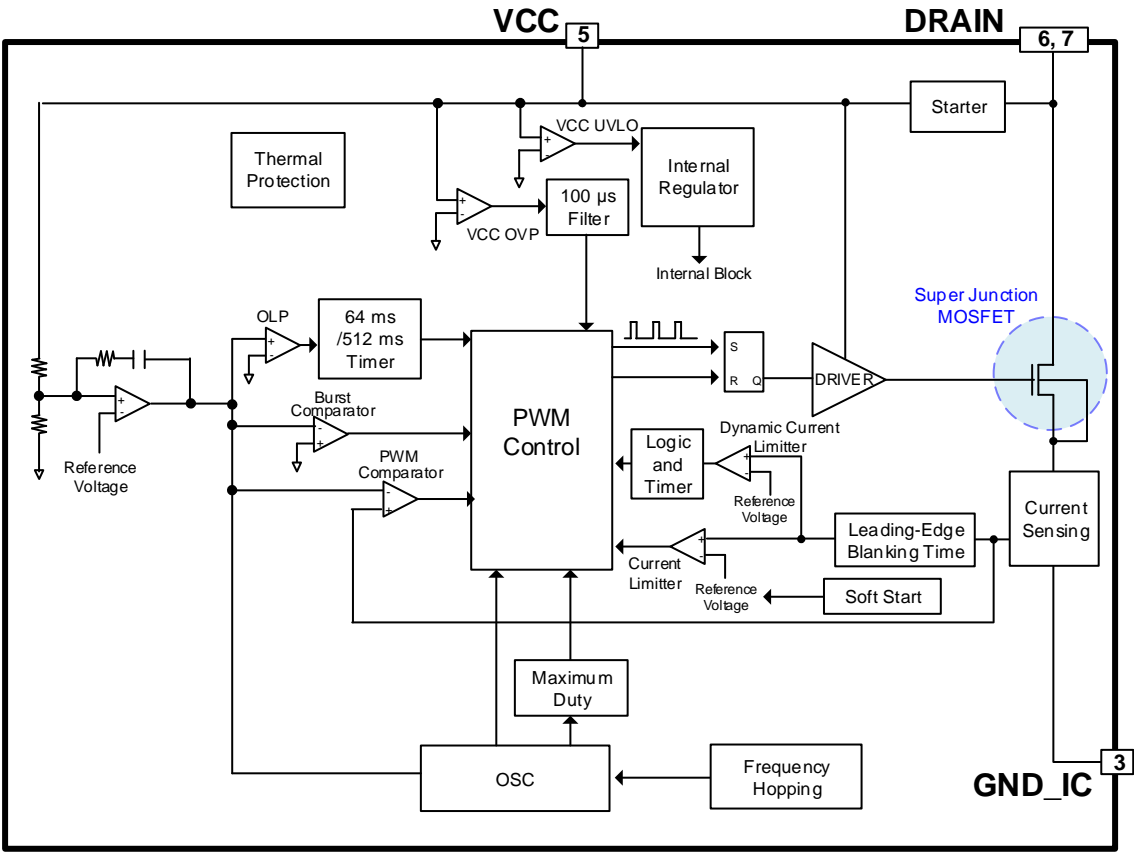 VCC
DRAIN
5
6, 7
Starter
VCC UVLO
+
-
Thermal
Protection
Internal
Regulator
100 µs
Filter
+
-
VCC OVP
Internal Block
Super Junction
MOSFET
OLP
+
-
64 ms
/512 ms
Timer
S
R Q
DRIVER
PWM
Control
+
-
Reference
Voltage
Burst
Comparator
-
+
PWM
Comparator
-
+
Logic
and
Timer
Dynamic Current
Limitter
+
-
Reference
Voltage
Leading-Edge
Blanking Time
Current
Sensing
+
-
Current
Limitter
Reference
Voltage
Soft Start
Maximum
Duty
OSC
Frequency
Hopping
3
GND_IC